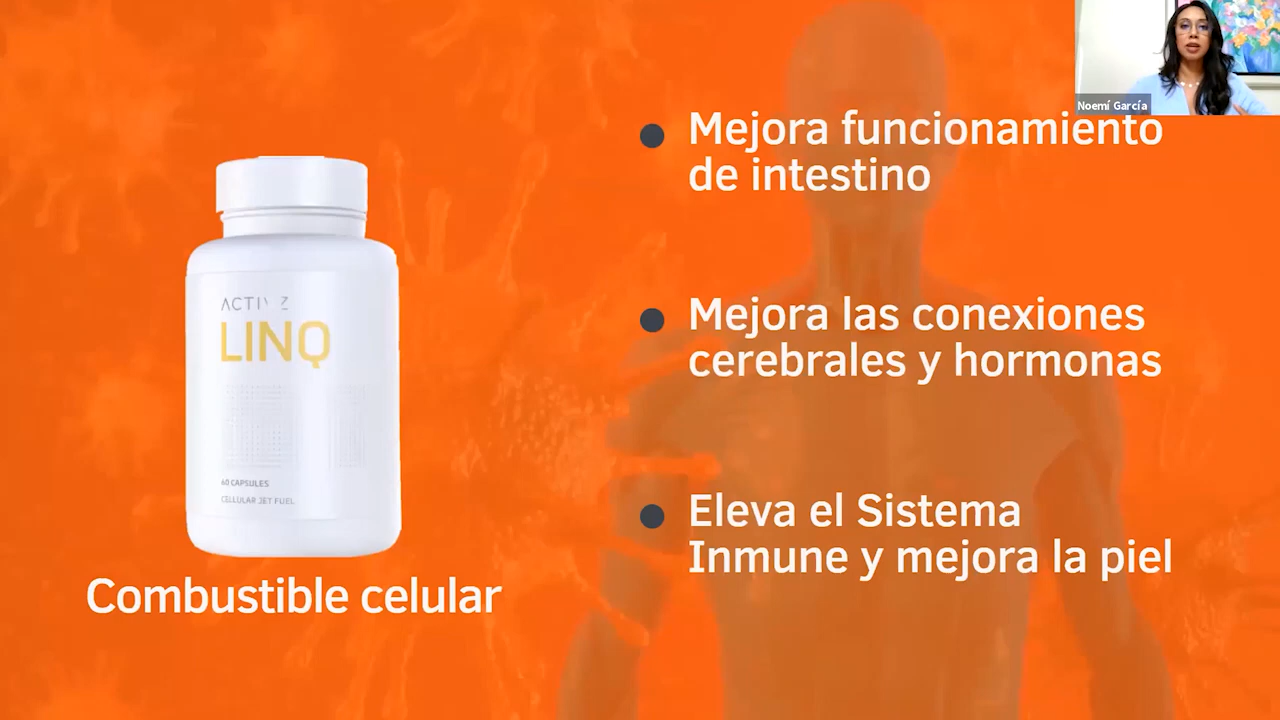 Noemí García
Mejora funcionamiento
de intestino
ACTIVZ
LINQ
Mejora las conexiones
cerebrales y hormonas
60 CAPSULES
CELLULAR JET FUEL
Eleva el Sistema
Inmune y mejora la piel
Combustible celular